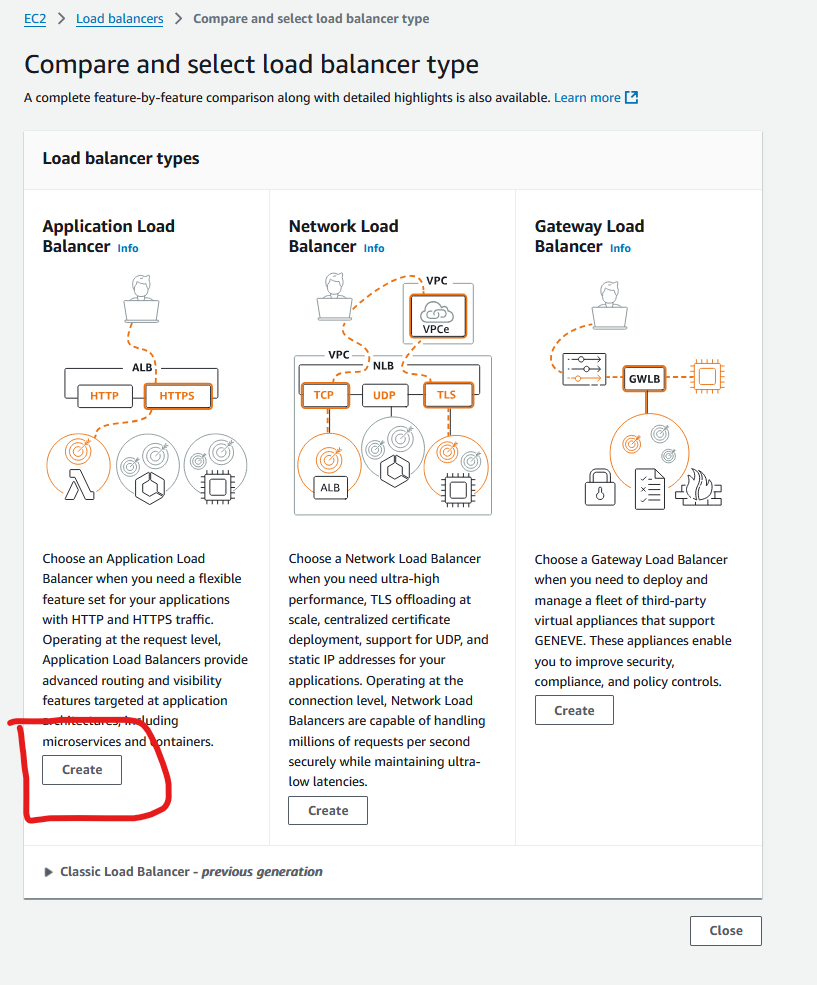 EC2 > Load balancers > Compare and select load balancer type
Compare and select load balancer type
A complete feature-by-feature comparison along with detailed highlights is also available. Learn more
Load balancer types
Application Load
Balancer Info
ALB
HTTP
HTTPS
Choose an Application Load
Balancer when you need a flexible
feature set for your applications
with HTTP and HTTPS traffic.
Operating at the request level,
Application Load Balancers provide
advanced routing and visibility
features targeted at application
architectures, including
microservices and containers.
Create
Network Load
Balancer Info
VPC
VPCe
VPC
NLB
TCP
UDP
TLS
ALB
Choose a Network Load Balancer
when you need ultra-high
performance, TLS offloading at
scale, centralized certificate
deployment, support for UDP, and
static IP addresses for your
applications. Operating at the
connection level, Network Load
Balancers are capable of handling
millions of requests per second
securely while maintaining ultra-
low latencies.
Create
Gateway Load
Balancer Info
GWLB
Choose a Gateway Load Balancer
when you need to deploy and
manage a fleet of third-party
virtual appliances that support
GENEVE. These appliances enable
you to improve security,
compliance, and policy controls.
Create
Classic Load Balancer - previous generation
Close